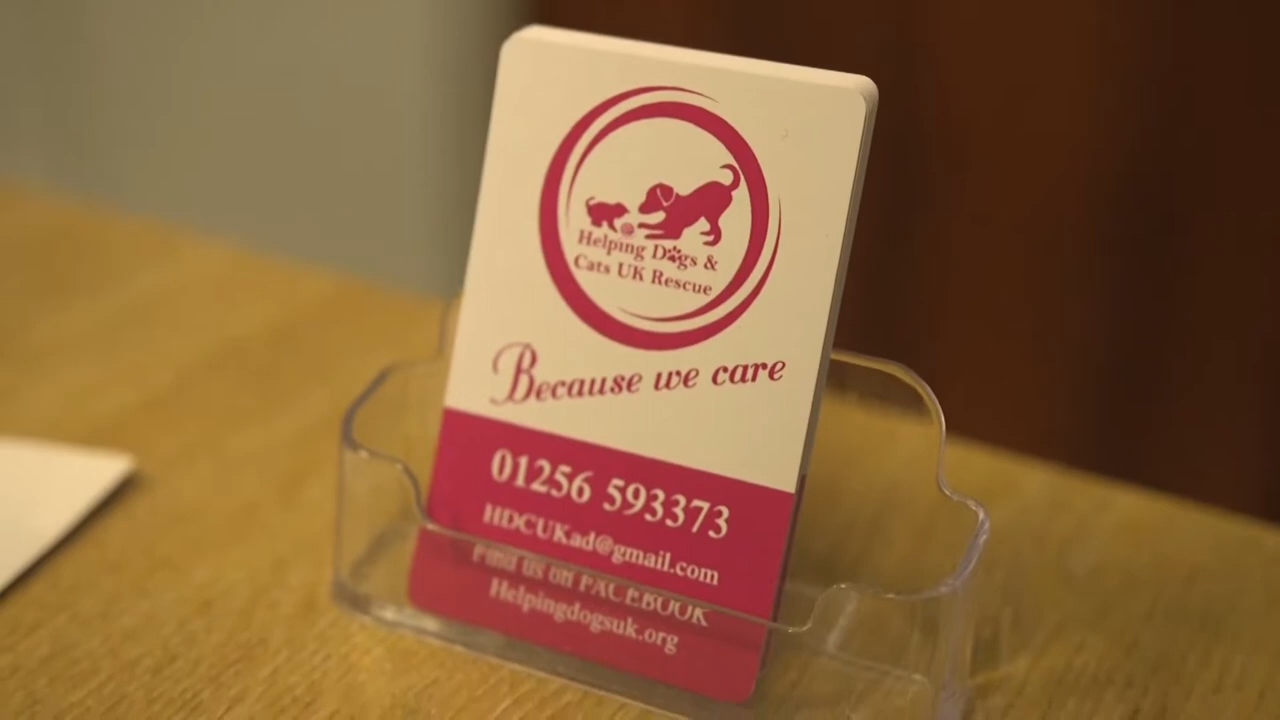 Helping Dogs &
Cats UK Rescue
Because we care
01256 593373
HDCUKad@gmail.com
Find us on FACEBOOK
Helpingdogsuk.org